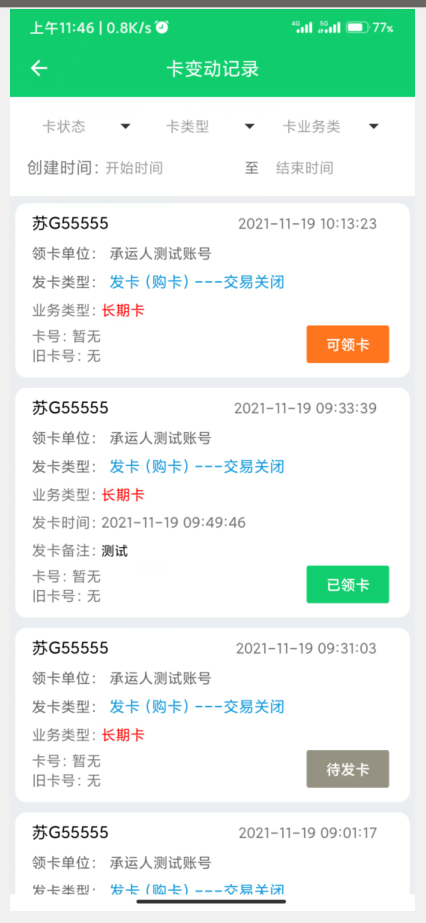 上午11:46 | 0.8K/s 4G 5G 77%
卡变动记录
卡状态 卡类型 卡业务类
创建时间: 开始时间 至 结束时间
苏G55555 2021-11-19 10:13:23
领卡单位: 承运人测试账号
发卡类型: 发卡 (购卡) ---交易关闭
业务类型: 长期卡
卡号: 暂无
旧卡号: 无
可领卡
苏G55555 2021-11-19 09:33:39
领卡单位: 承运人测试账号
发卡类型: 发卡 (购卡) ---交易关闭
业务类型: 长期卡
发卡时间: 2021-11-19 09:49:46
发卡备注: 测试
卡号: 暂无
旧卡号: 无
已领卡
苏G55555 2021-11-19 09:31:03
领卡单位: 承运人测试账号
发卡类型: 发卡 (购卡) ---交易关闭
业务类型: 长期卡
卡号: 暂无
旧卡号: 无
待发卡
苏G55555 2021-11-19 09:01:17
领卡单位: 承运人测试账号
发卡类型: 发卡 (购卡) ---交易关闭